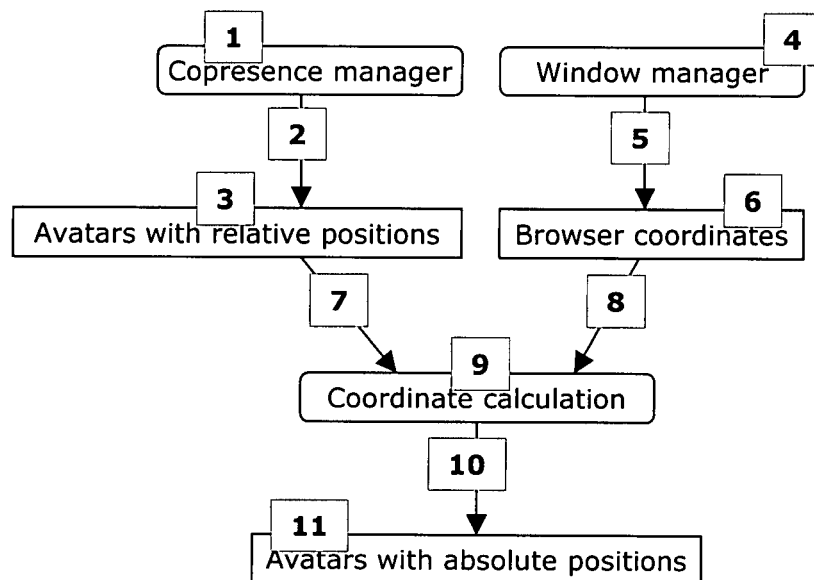 1
4
Copresence manager
Window manager
2
5
3
6
Avatars with relative positions
Browser coordinates
7
8
9
Coordinate calculation
10
11
Avatars with absolute positions